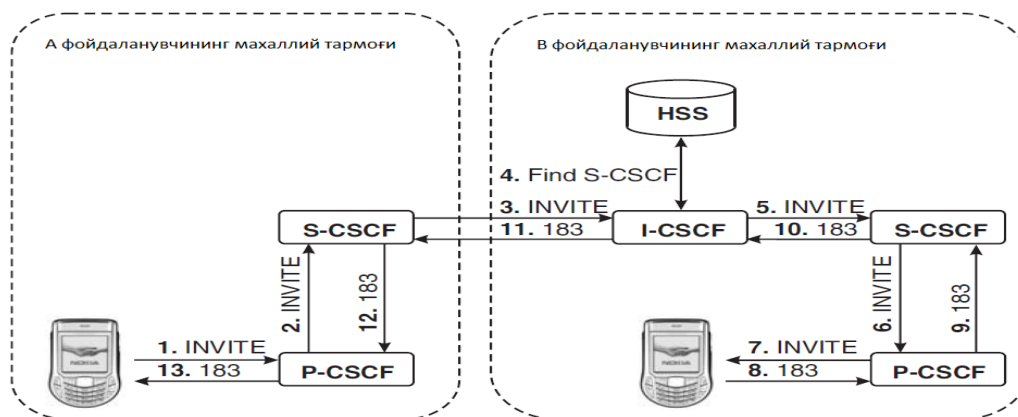 А фойдаланувчининг махаллий тармоғи
В фойдаланувчининг махаллий тармоғи
HSS
4. Find S-CSCF
3. INVITE
5. INVITE
S-CSCF
I-CSCF
S-CSCF
11. 183
10. 183
2. INVITE
12. 183
6. INVITE
9. 183
1. INVITE
7. INVITE
NOKIA
P-CSCF
NOKIA
P-CSCF
13. 183
8. 183